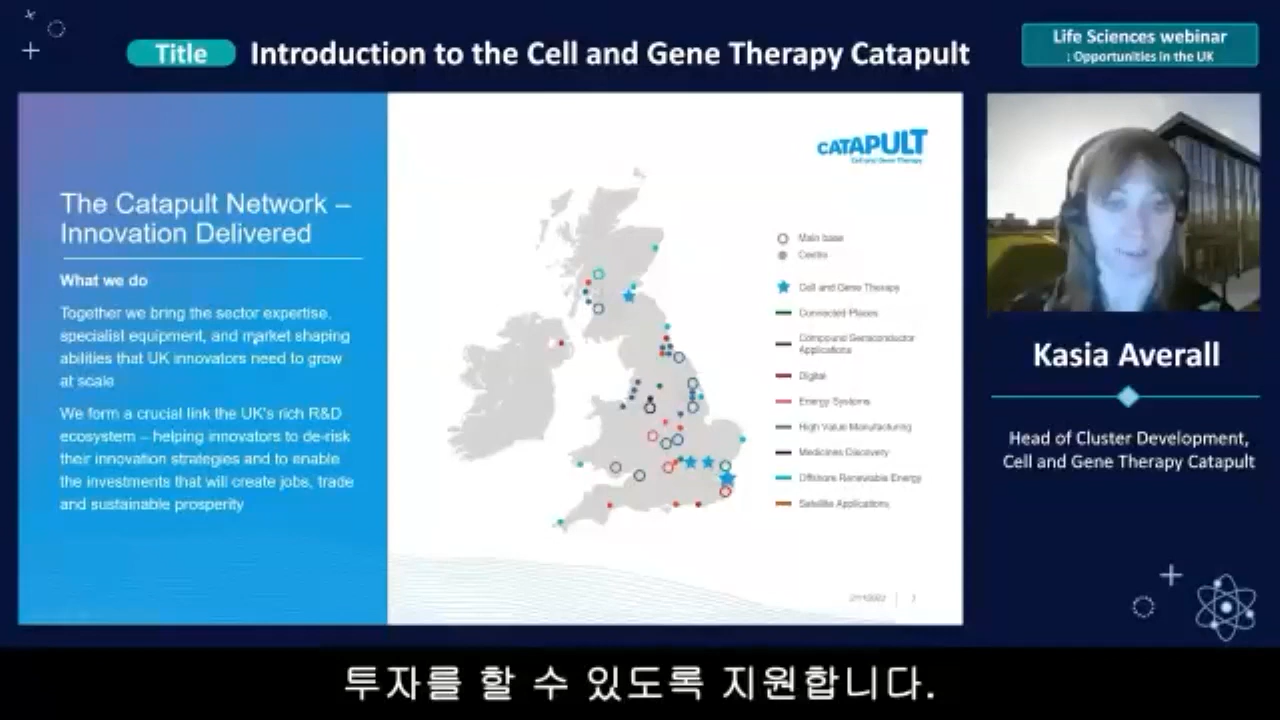 Title
Introduction to the Cell and Gene Therapy Catapult
Life Sciences webinar
: Opportunities in the UK
CATAPULT
Cell and Gene Therapy
The Catapult Network –
Innovation Delivered
What we do
Together we bring the sector expertise,
specialist equipment, and market shaping
abilities that UK innovators need to grow
at scale
We form a crucial link the UK's rich R&D
ecosystem – helping innovators to de-risk
their innovation strategies and to enable
the investments that will create jobs, trade
and sustainable prosperity
Main base
Centre
Cell and Gene Therapy
Connected Places
Compound Semiconductor
Applications
Digital
Energy Systems
High Value Manufacturing
Medicines Discovery
Offshore Renewable Energy
Satellite Applications
Kasia Averall
Head of Cluster Development,
Cell and Gene Therapy Catapult
투자를 할 수 있도록 지원합니다.